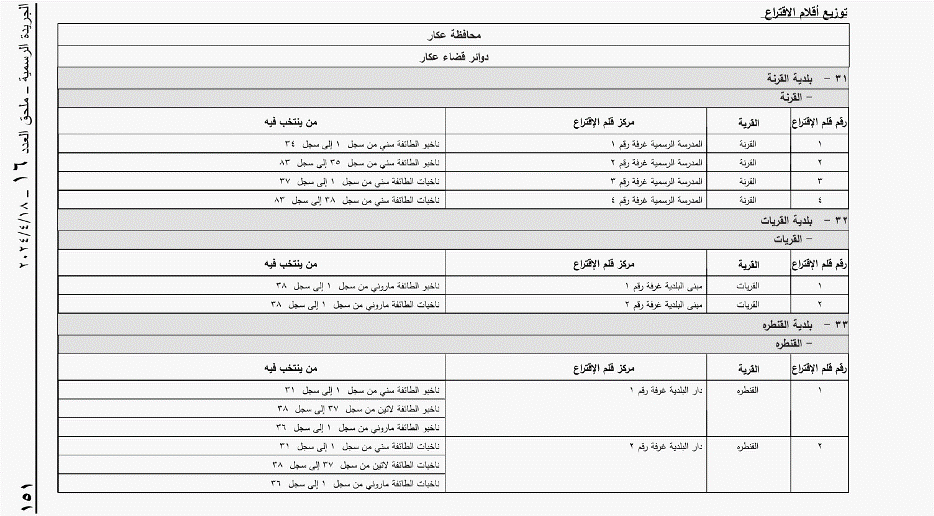 الجريدة الرسمية – ملحق العدد ١٦ – ٢٠٢٤/٤/١٨
توزيع أقلام الاقتراع
محافظة عكار
دوائر قضاء عكار
٣١ – بلدية القرنة
– القرنة
رقم قلم الإقتراع القرية مركز قلم الإقتراع من ينتخب فيه
١ القرنة المدرسة الرسمية غرفة رقم ١ ناخبو الطائفة سني من سجل ١ إلى سجل ٣٤
٢ القرنة المدرسة الرسمية غرفة رقم ٢ ناخبو الطائفة سني من سجل ٣٥ إلى سجل ٨٣
٣ القرنة المدرسة الرسمية غرفة رقم ٣ ناخبات الطائفة سني من سجل ١ إلى سجل ٣٧
٤ القرنة المدرسة الرسمية غرفة رقم ٤ ناخبات الطائفة سني من سجل ٣٨ إلى سجل ٨٣
٣٢ – بلدية القريات
– القريات
رقم قلم الإقتراع القرية مركز قلم الإقتراع من ينتخب فيه
١ القريات مبنى البلدية غرفة رقم ١ ناخبو الطائفة ماروني من سجل ١ إلى سجل ٣٨
٢ القريات مبنى البلدية غرفة رقم ٢ ناخبات الطائفة ماروني من سجل ١ إلى سجل ٣٨
٣٣ – بلدية القنطره
– القنطره
رقم قلم الإقتراع القرية مركز قلم الإقتراع من ينتخب فيه
١ القنطره دار البلدية غرفة رقم ١ ناخبو الطائفة سني من سجل ١ إلى سجل ٣١
ناخبو الطائفة لاتين من سجل ٣٧ إلى سجل ٣٨
ناخبو الطائفة ماروني من سجل ١ إلى سجل ٣٦
٢ القنطره دار البلدية غرفة رقم ٢ ناخبات الطائفة سني من سجل ١ إلى سجل ٣١
ناخبات الطائفة لاتين من سجل ٣٧ إلى سجل ٣٨
ناخبات الطائفة ماروني من سجل ١ إلى سجل ٣٦
١٥١